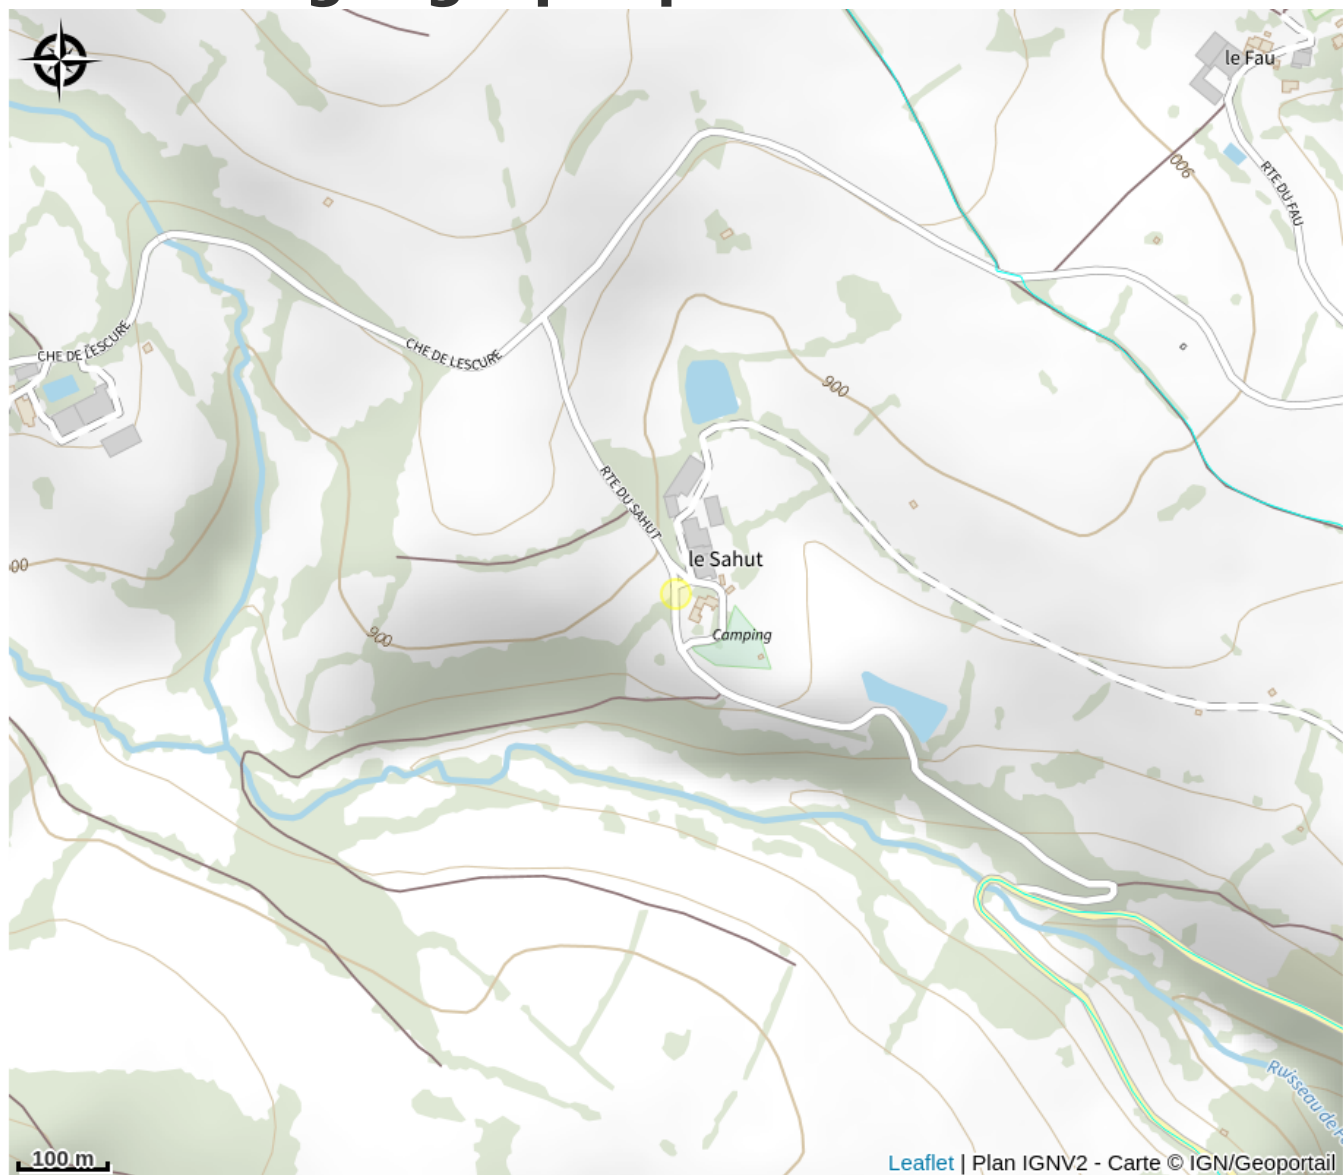 le Fau
900
RTE DU FAU
CHE DE LESCURE
CHE DE LESCURE
900
RTE DU SAHUT
le Sahut
00
900
Camping
Ruisseau de
100 m
Leaflet | Plan IGNV2 - Carte © IGN/Geoportail